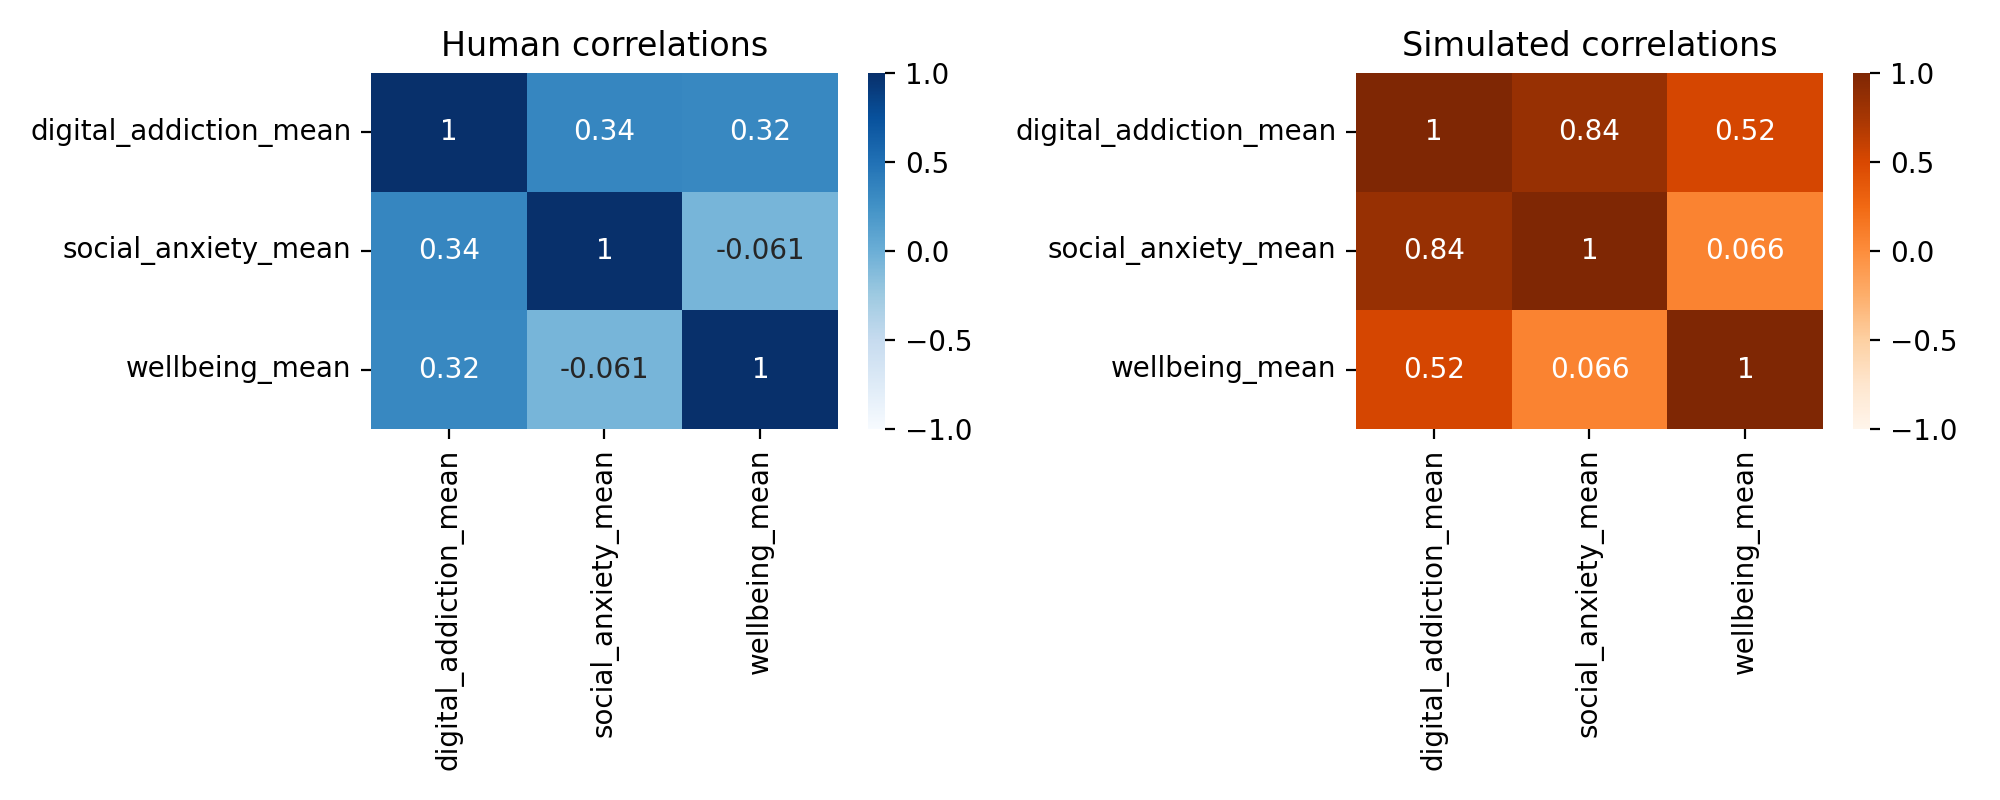 Human correlations
digital_addiction_mean
social_anxiety_mean
wellbeing_mean
1 0.34 0.32
0.34 1 -0.061
0.32 -0.061 1
digital_addiction_mean
social_anxiety_mean
wellbeing_mean
1.0
0.5
0.0
−0.5
−1.0
Simulated correlations
digital_addiction_mean
social_anxiety_mean
wellbeing_mean
1 0.84 0.52
0.84 1 0.066
0.52 0.066 1
digital_addiction_mean
social_anxiety_mean
wellbeing_mean
1.0
0.5
0.0
−0.5
−1.0